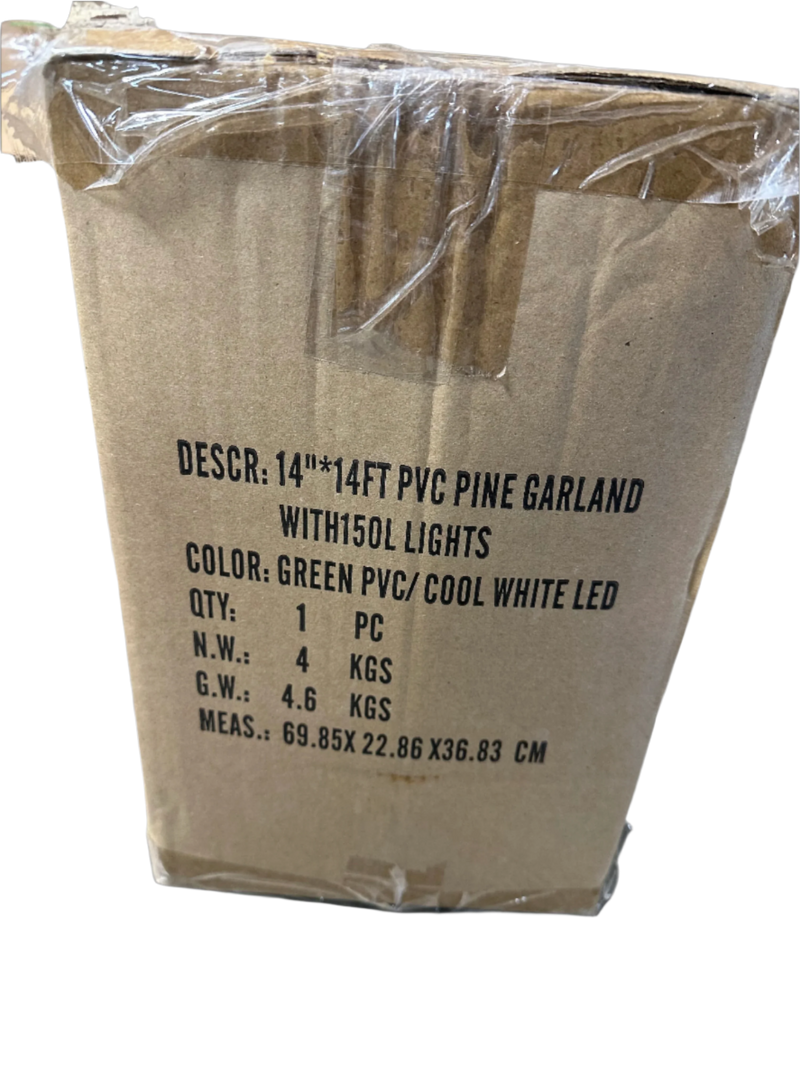 DESCR: 14"*14FT PVC PINE GARLAND
WITH150L LIGHTS
COLOR: GREEN PVC/ COOL WHITE LED
QTY: 1 PC
N.W.: 4 KGS
G.W.: 4.6 KGS
MEAS.: 69.85X 22.86 X36.83 CM